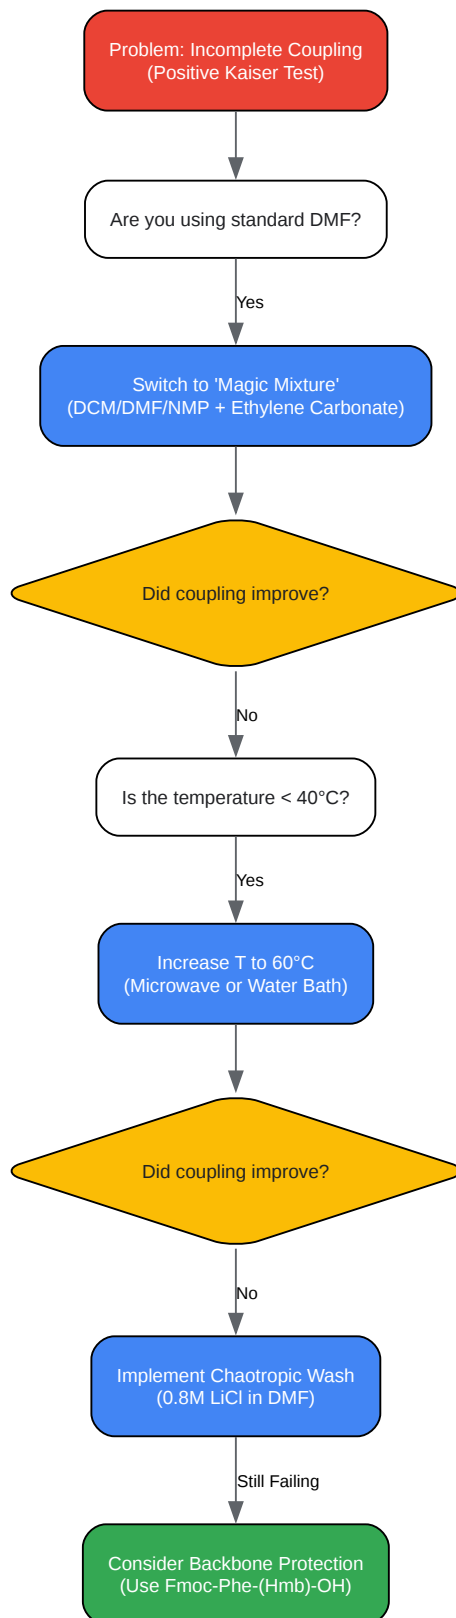 Problem: Incomplete Coupling
(Positive Kaiser Test)
Are you using standard DMF?
Yes
Switch to 'Magic Mixture'
(DCM/DMF/NMP + Ethylene Carbonate)
Did coupling improve?
No
Is the temperature < 40°C?
Yes
Increase T to 60°C
(Microwave or Water Bath)
Did coupling improve?
No
Implement Chaotropic Wash
(0.8M LiCl in DMF)
Still Failing
Consider Backbone Protection
(Use Fmoc-Phe-(Hmb)-OH)